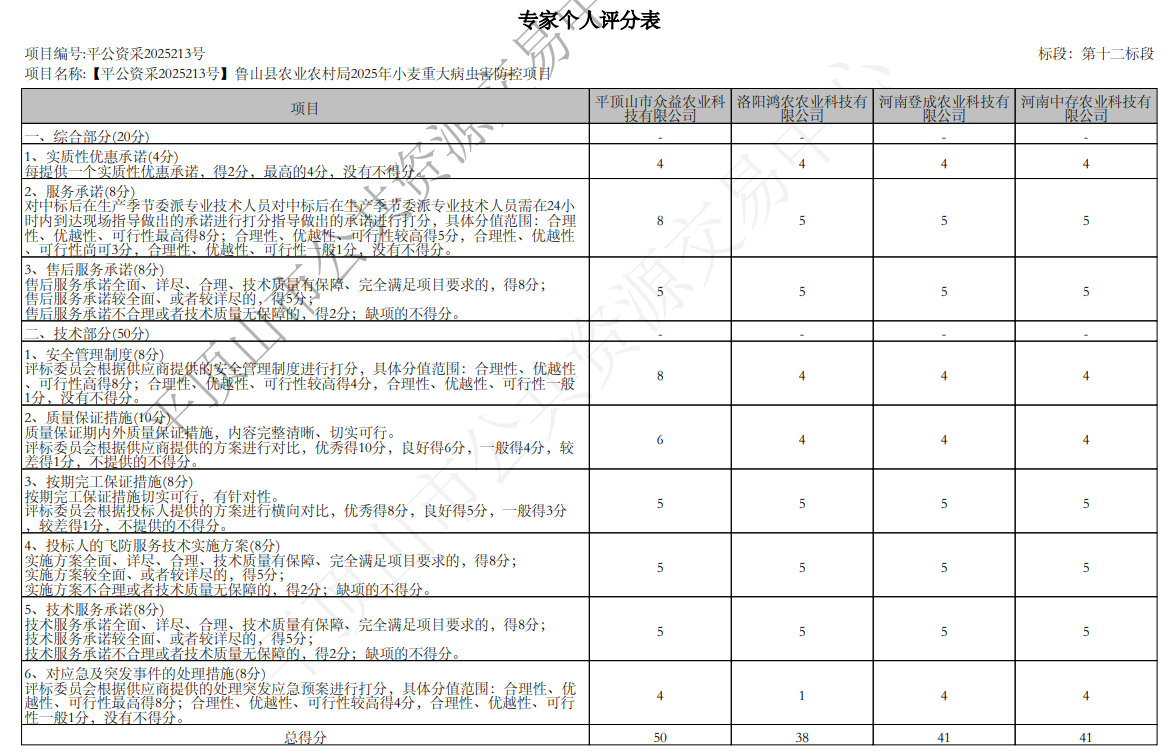 专家个人评分表
项目编号:平公资采2025213号
标段：第十二标段
项目名称:【平公资采2025213号】鲁山县农业农村局2025年小麦重大病虫害防控项目
项目 平顶山市众益农业科技有限公司 洛阳鸿农农业科技有限公司 河南登成农业科技有限公司 河南中存农业科技有限公司
一、综合部分(20分) - - - -
1、实质性优惠承诺(4分)
每提供一个实质性优惠承诺，得2分，最高的4分，没有不得分。
4 4 4 4
2、服务承诺(8分)
对中标后在生产季节委派专业技术人员对中标后在生产季节委派专业技术人员需在24小
时内到达现场指导做出的承诺进行打分指导做出的承诺进行打分，具体分值范围：合理
性、优越性、可行性最高得8分；合理性、优越性、可行性较高得5分，合理性、优越性
、可行性尚可3分，合理性、优越性、可行性一般1分，没有不得分。
8 5 5 5
3、售后服务承诺(8分)
售后服务承诺全面、详尽、合理、技术质量有保障、完全满足项目要求的，得8分；
售后服务承诺较全面、或者较详尽的，得5分；
售后服务承诺不合理或者技术质量无保障的，得2分；缺项的不得分。
5 5 5 5
二、技术部分(50分) - - - -
1、安全管理制度(8分)
评标委员会根据供应商提供的安全管理制度进行打分，具体分值范围：合理性、优越性
、可行性高得8分；合理性、优越性、可行性较高得4分，合理性、优越性、可行性一般
1分，没有不得分。
8 4 4 4
2、质量保证措施(10分)
质量保证期内外质量保证措施，内容完整清晰、切实可行。
评标委员会根据供应商提供的方案进行对比，优秀得10分，良好得6分，一般得4分，较
差得1分，不提供的不得分。
6 4 4 4
3、按期完工保证措施(8分)
按期完工保证措施切实可行，有针对性。
评标委员会根据投标人提供的方案进行横向对比，优秀得8分，良好得5分，一般得3分
，较差得1分，不提供的不得分。
5 5 5 5
4、投标人的飞防服务技术实施方案(8分)
实施方案全面、详尽、合理、技术质量有保障、完全满足项目要求的，得8分；
实施方案较全面、或者较详尽的，得5分；
实施方案不合理或者技术质量无保障的，得2分；缺项的不得分。
5 5 5 5
5、技术服务承诺(8分)
技术服务承诺全面、详尽、合理、技术质量有保障、完全满足项目要求的，得8分；
技术服务承诺较全面、或者较详尽的，得5分；
技术服务承诺不合理或者技术质量无保障的，得2分；缺项的不得分。
5 5 5 5
6、对应急及突发事件的处理措施(8分)
评标委员会根据供应商提供的处理突发应急预案进行打分，具体分值范围：合理性、优
越性、可行性最高得8分；合理性、优越性、可行性较高得4分，合理性、优越性、可行
性一般1分，没有不得分。
4 1 4 4
总得分 50 38 41 41
平顶山市公共资源交易中
平顶山市公共资源交易中心